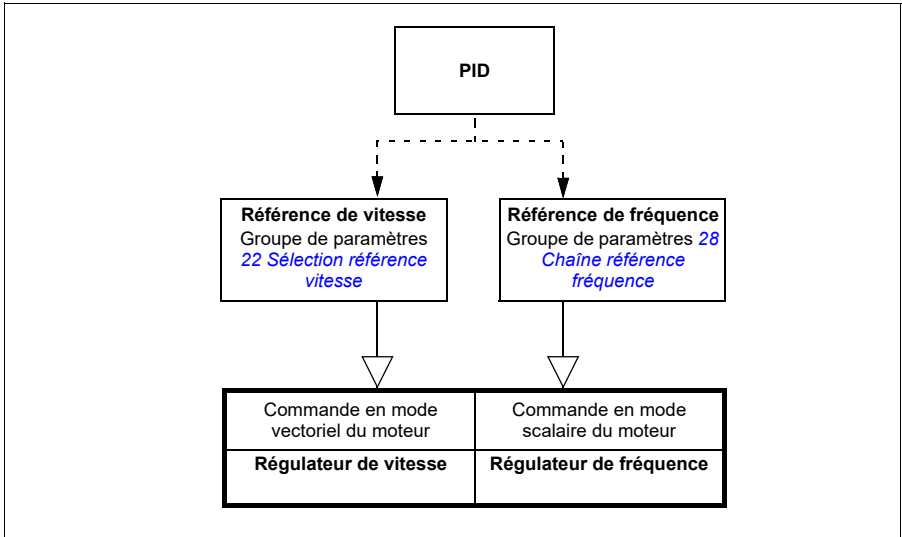 PID
Référence de vitesse
Groupe de paramètres
22 Sélection référence
vitesse
Référence de fréquence
Groupe de paramètres 28
Chaîne référence
fréquence
Commande en mode
vectoriel du moteur
Commande en mode
scalaire du moteur
Régulateur de vitesse
Régulateur de fréquence